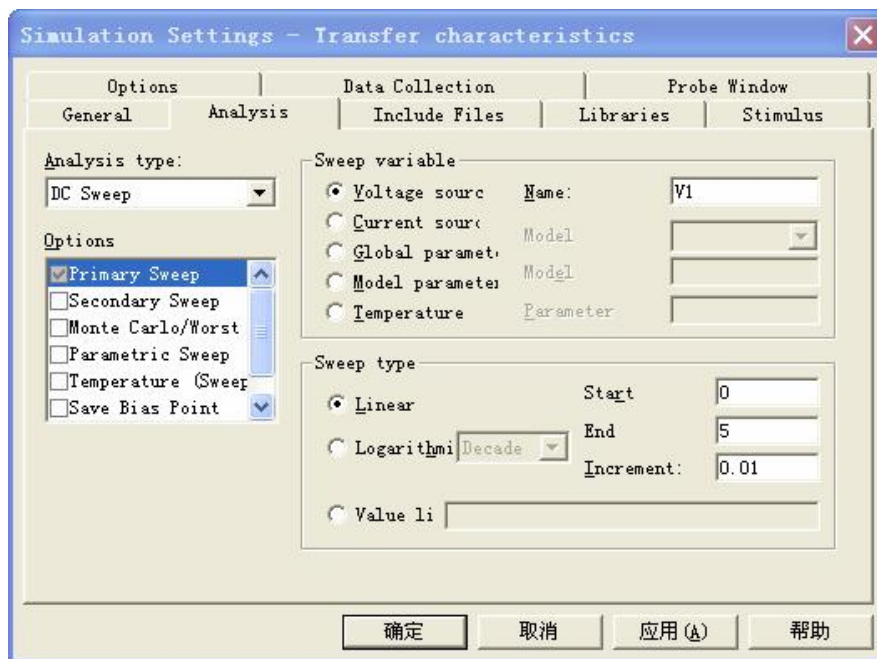 Simulation Settings - Transfer characteristics
Options Data Collection Probe Window
General Analysis Include Files Libraries Stimulus
Analysis type:
DC Sweep
Options
Primary Sweep
Secondary Sweep
Monte Carlo/Worst
Parametric Sweep
Temperature (Sweep
Save Bias Point
Sweep variable
Voltage sourc Name: V1
Current sourc
Model
Global paramet
Model parameter
Model
Temperature Parameter
Sweep type
Linear
Start 0
End 5
Logarithmi Decade
Increment: 0.01
Value li
确定 取消 应用(A) 帮助